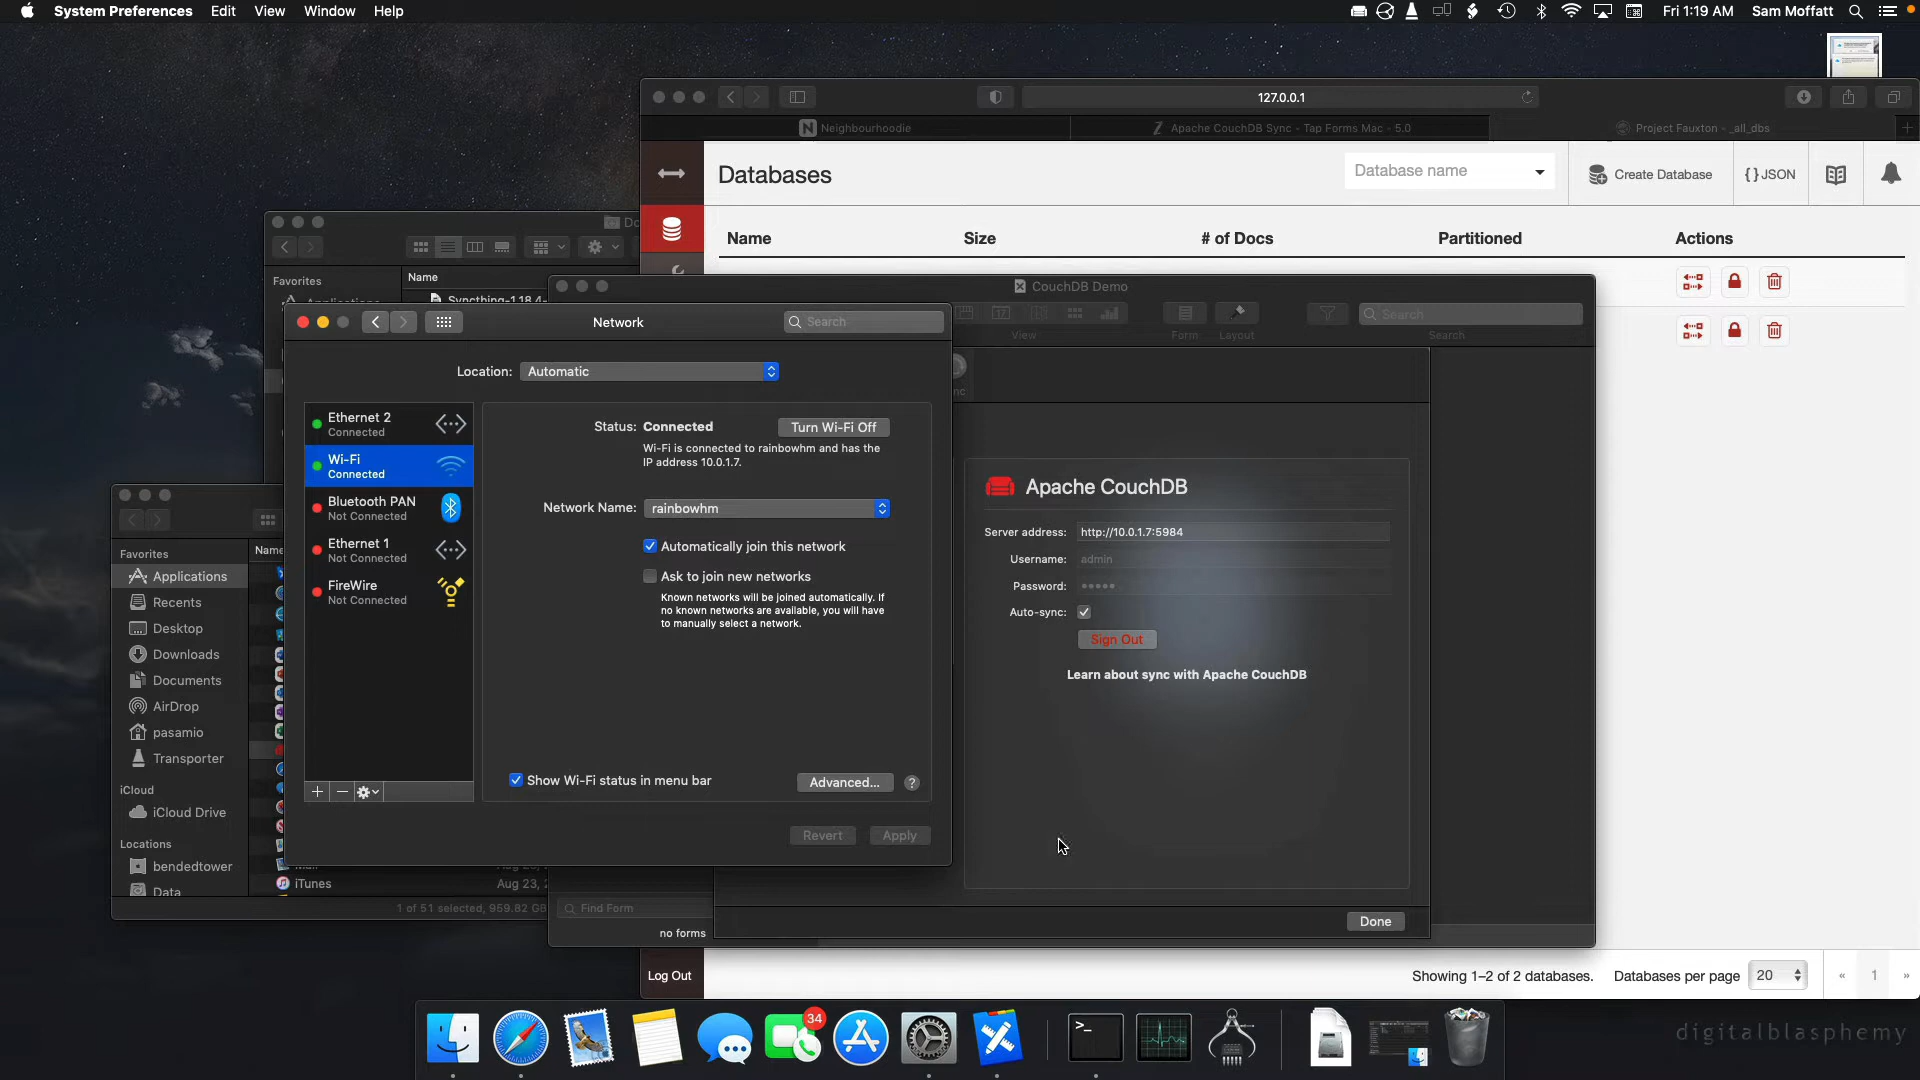 System Preferences Edit View Window Help
Fri 1:19 AM Sam Moffatt
127.0.0.1
Neighbourhoodie
Apache CouchDB Sync - Tap Forms Mac - 5.0
Project Fauxton - _all_dbs
Databases
Database name
Create Database
{} JSON
Name Size # of Docs Partitioned Actions
Favorites
Name
CouchDB Demo
View
Form
Layout
Search
Search
Network
Search
Location: Automatic
Ethernet 2
Connected
Wi-Fi
Connected
Bluetooth PAN
Not Connected
Ethernet 1
Not Connected
FireWire
Not Connected
Status: Connected
Turn Wi-Fi Off
Wi-Fi is connected to rainbowhm and has the
IP address 10.0.1.7.
Network Name: rainbowhm
Automatically join this network
Ask to join new networks
Known networks will be joined automatically. If
no known networks are available, you will have
to manually select a network.
Show Wi-Fi status in menu bar
Advanced...
?
Revert
Apply
Apache CouchDB
Server address: http://10.0.1.7:5984
Username: admin
Password: •••••
Auto-sync:
Sign Out
Learn about sync with Apache CouchDB
Done
Favorites
Name
Applications
Recents
Desktop
Downloads
Documents
AirDrop
pasamio
Transporter
iCloud
iCloud Drive
Locations
bendedtower
Data
iTunes
Aug 23, 2
1 of 51 selected, 959.82 GB
Find Form
no forms
Log Out
Showing 1–2 of 2 databases.
Databases per page 20
« 1 »
34
digitalblasphemy